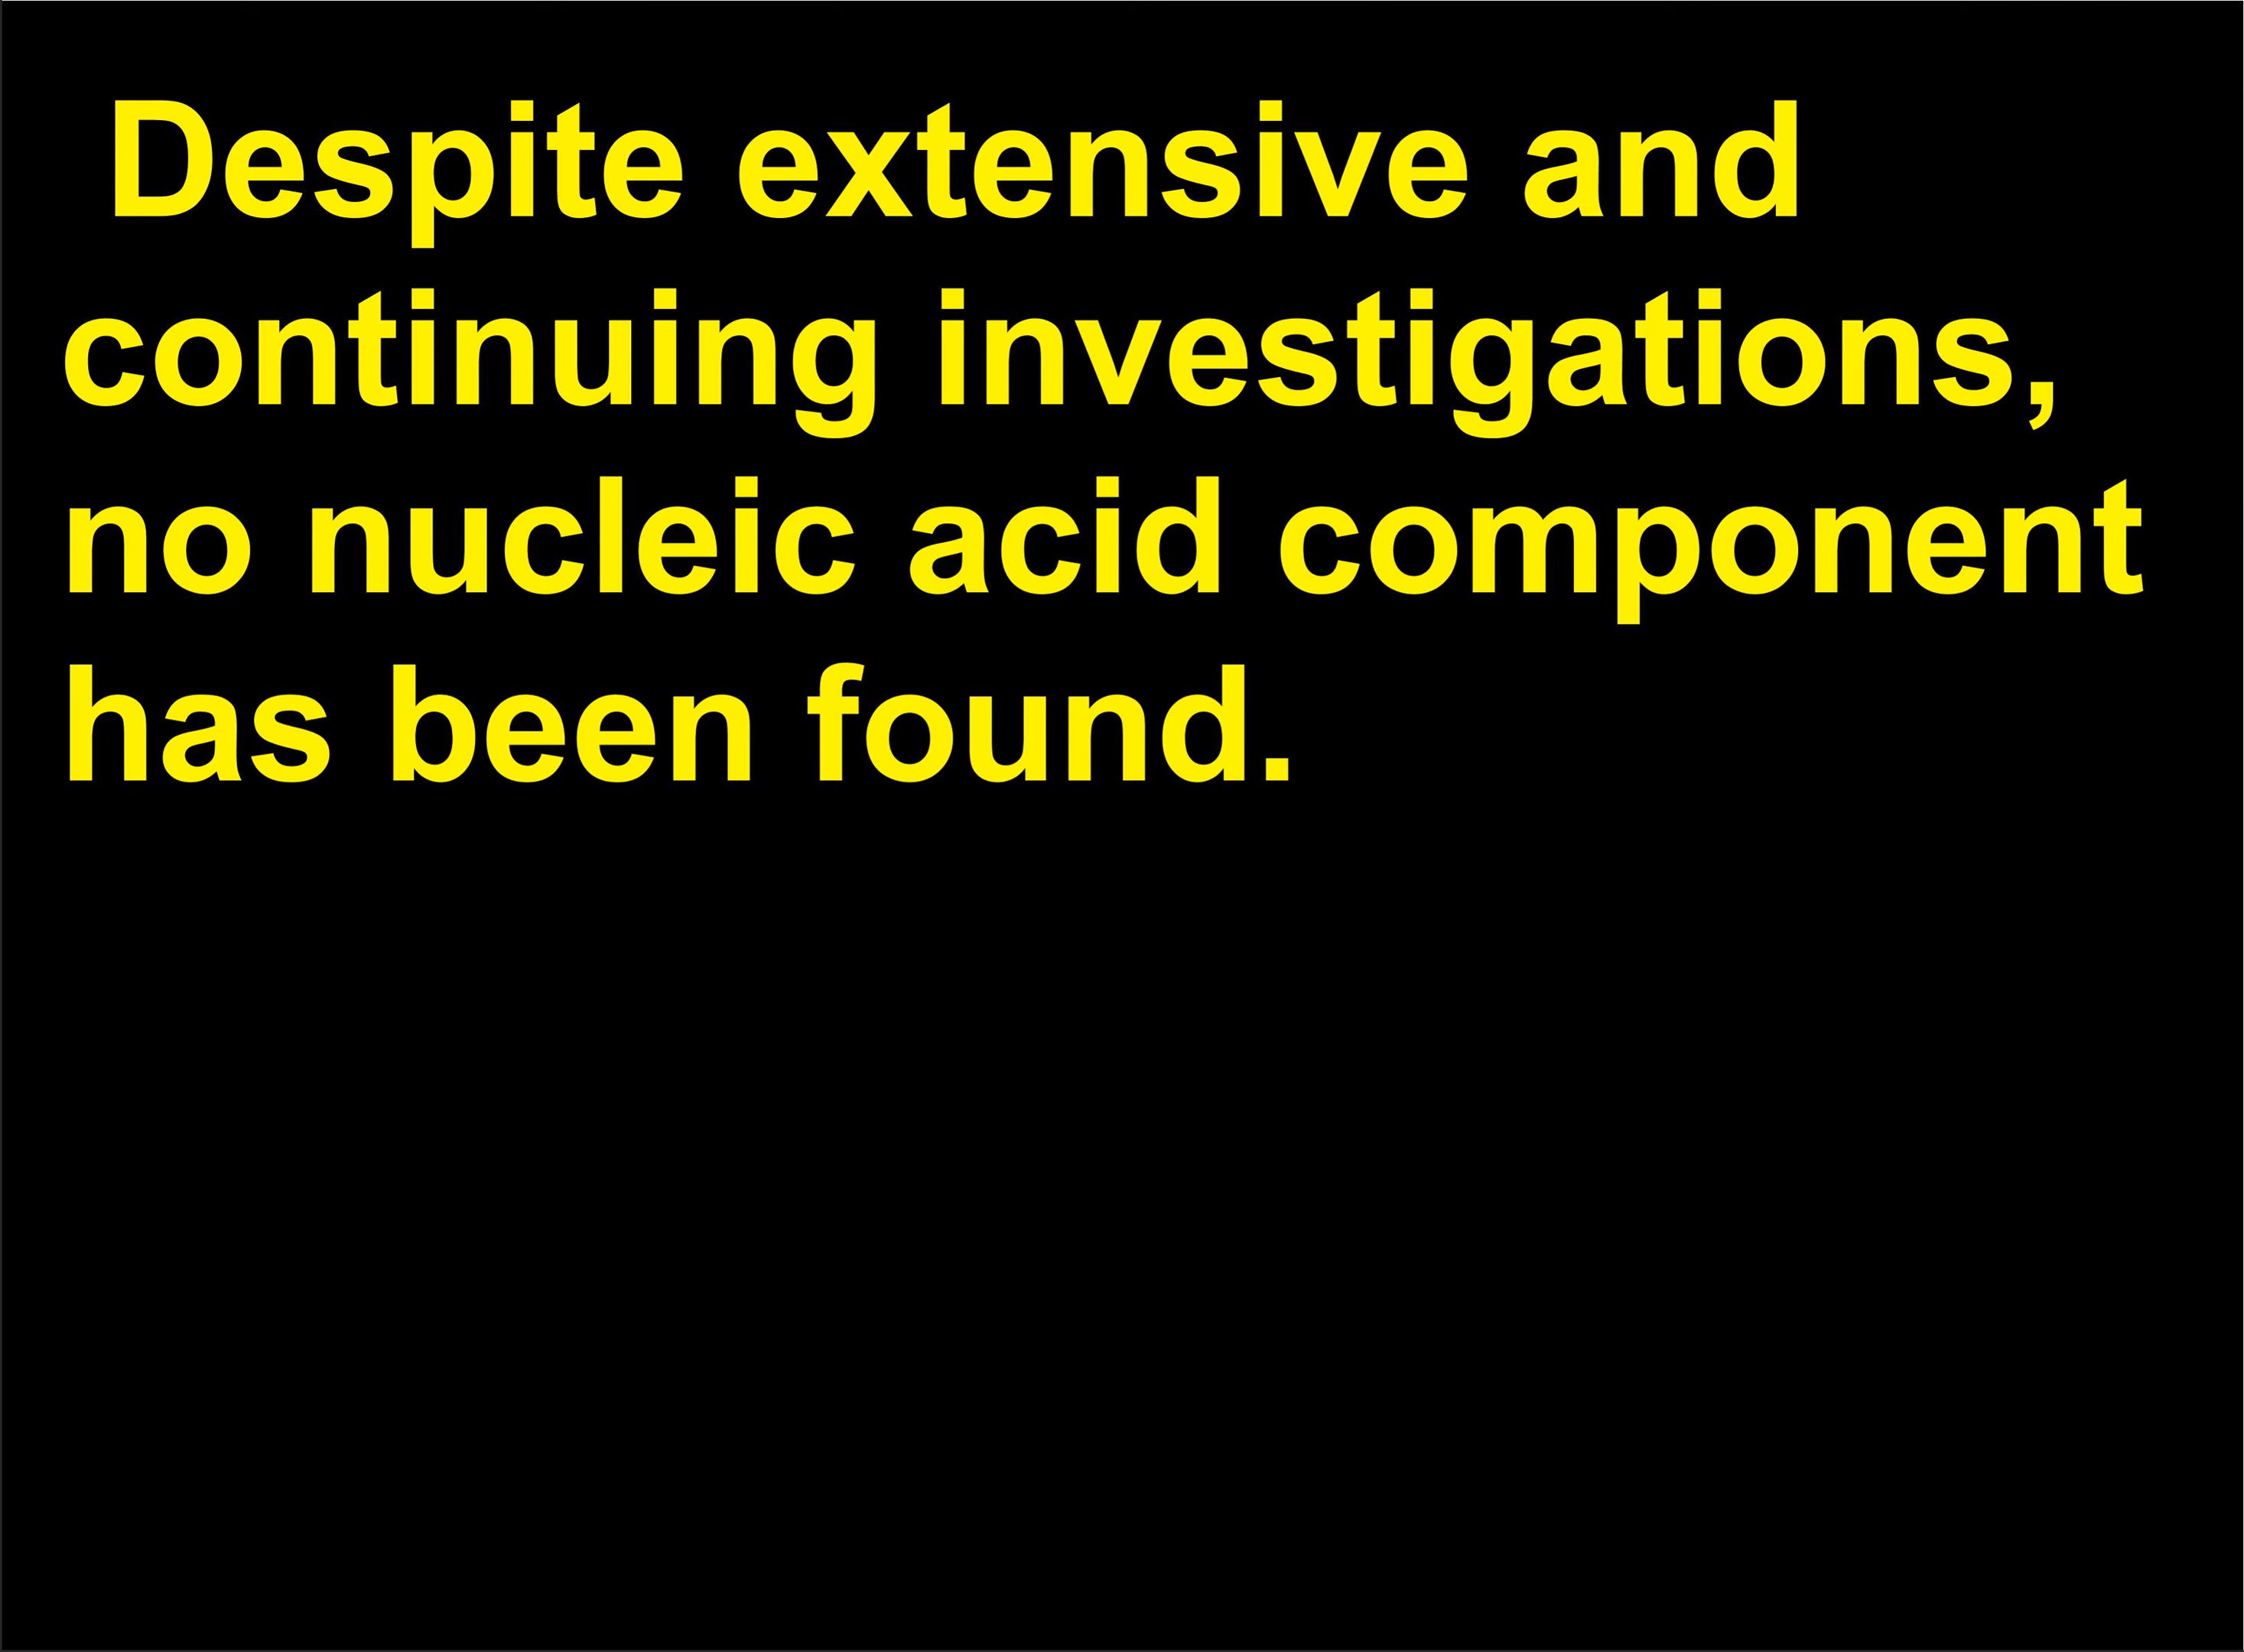 Despite extensive and
continuing investigations,
no nucleic acid component
has been found.